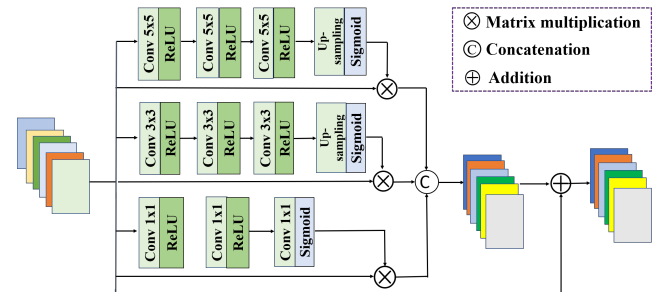 Conv 5x5
ReLU
Conv 5x5
ReLU
Conv 5x5
ReLU
Up-
sampling
Sigmoid
Matrix multiplication
C
Concatenation
Addition
Conv 3x3
ReLU
Conv 3x3
ReLU
Conv 3x3
ReLU
Up-
sampling
Sigmoid
C
Conv 1x1
ReLU
Conv 1x1
ReLU
Conv 1x1
Sigmoid